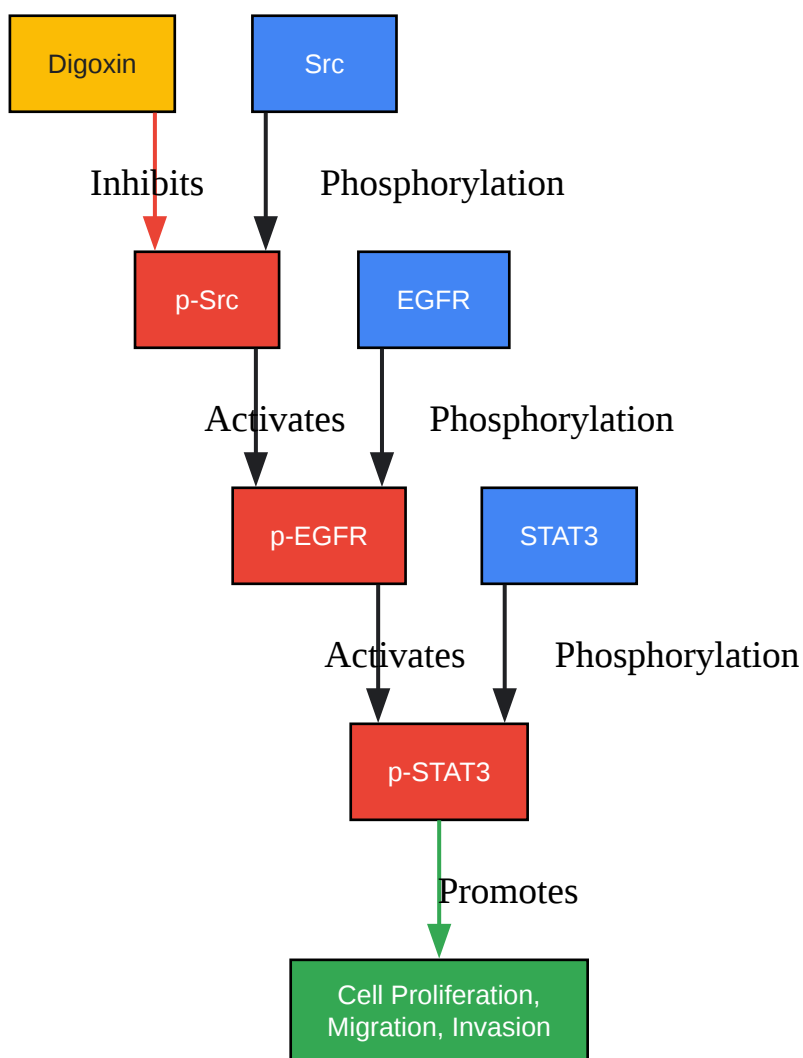 Digoxin
Src
Inhibits
Phosphorylation
p-Src
EGFR
Activates
Phosphorylation
p-EGFR
STAT3
Activates
Phosphorylation
p-STAT3
Promotes
Cell Proliferation,
Migration, Invasion